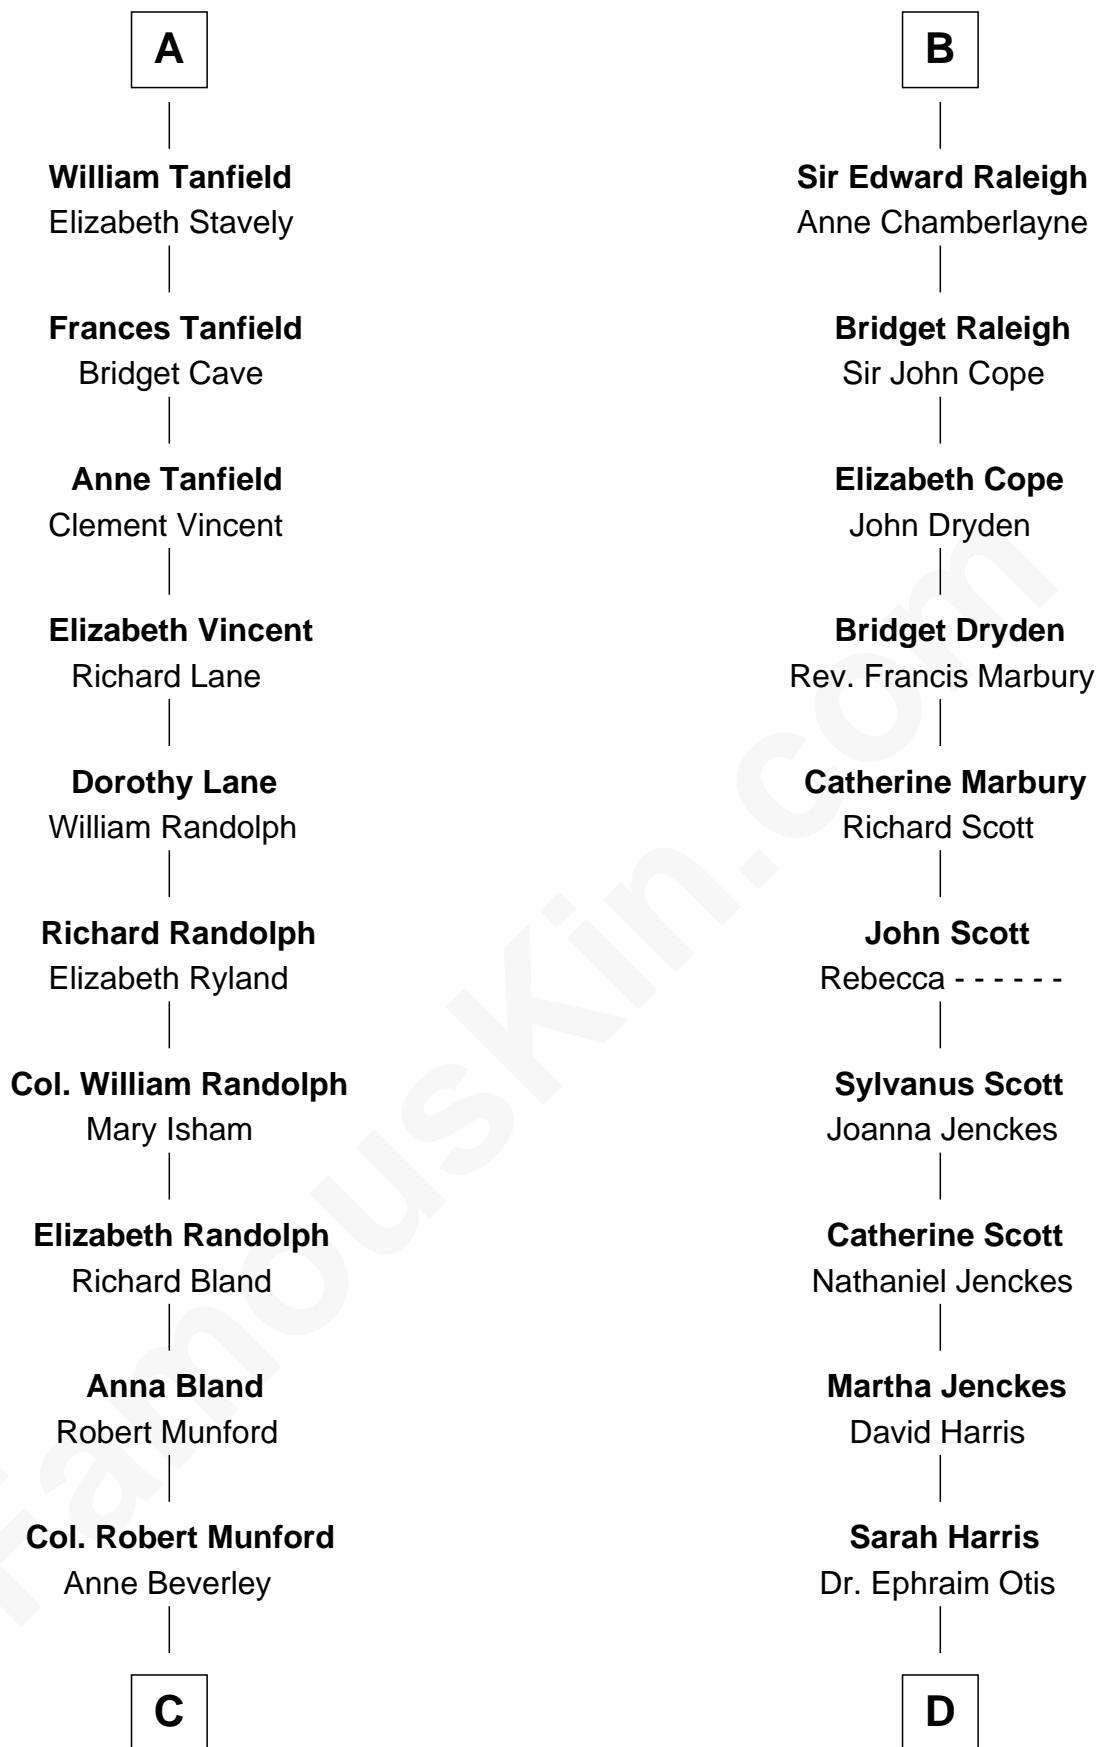 A
William Tanfield
Elizabeth Stavely
Frances Tanfield
Bridget Cave
Anne Tanfield
Clement Vincent
Elizabeth Vincent
Richard Lane
Dorothy Lane
William Randolph
Richard Randolph
Elizabeth Ryland
Col. William Randolph
Mary Isham
Elizabeth Randolph
Richard Bland
Anna Bland
Robert Munford
Col. Robert Munford
Anne Beverley
C
B
Sir Edward Raleigh
Anne Chamberlayne
Bridget Raleigh
Sir John Cope
Elizabeth Cope
John Dryden
Bridget Dryden
Rev. Francis Marbury
Catherine Marbury
Richard Scott
John Scott
Rebecca - - - - - -
Sylvanus Scott
Joanna Jenckes
Catherine Scott
Nathaniel Jenckes
Martha Jenckes
David Harris
Sarah Harris
Dr. Ephraim Otis
D
FamousKin.com